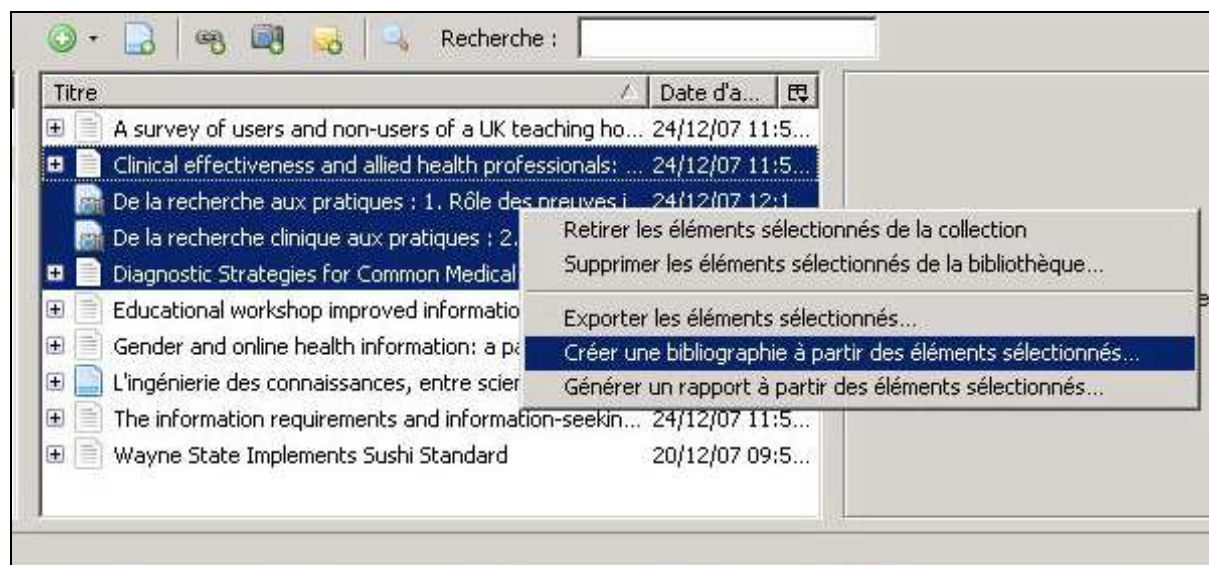 Recherche :
Titre Date d'a...
A survey of users and non-users of a UK teaching ho... 24/12/07 11:5...
Clinical effectiveness and allied health professionals: ... 24/12/07 11:5...
De la recherche aux pratiques : 1. Rôle des preuves i 24/12/07 12:1
De la recherche clinique aux pratiques : 2.
Diagnostic Strategies for Common Medical
Educational workshop improved informatio
Gender and online health information: a pa
L'ingénierie des connaissances, entre scier
The information requirements and information-seekin... 24/12/07 11:5...
Wayne State Implements Sushi Standard 20/12/07 09:5...
Retirer les éléments sélectionnés de la collection
Supprimer les éléments sélectionnés de la bibliothèque...
Exporter les éléments sélectionnés...
Créer une bibliographie à partir des éléments sélectionnés...
Générer un rapport à partir des éléments sélectionnés...